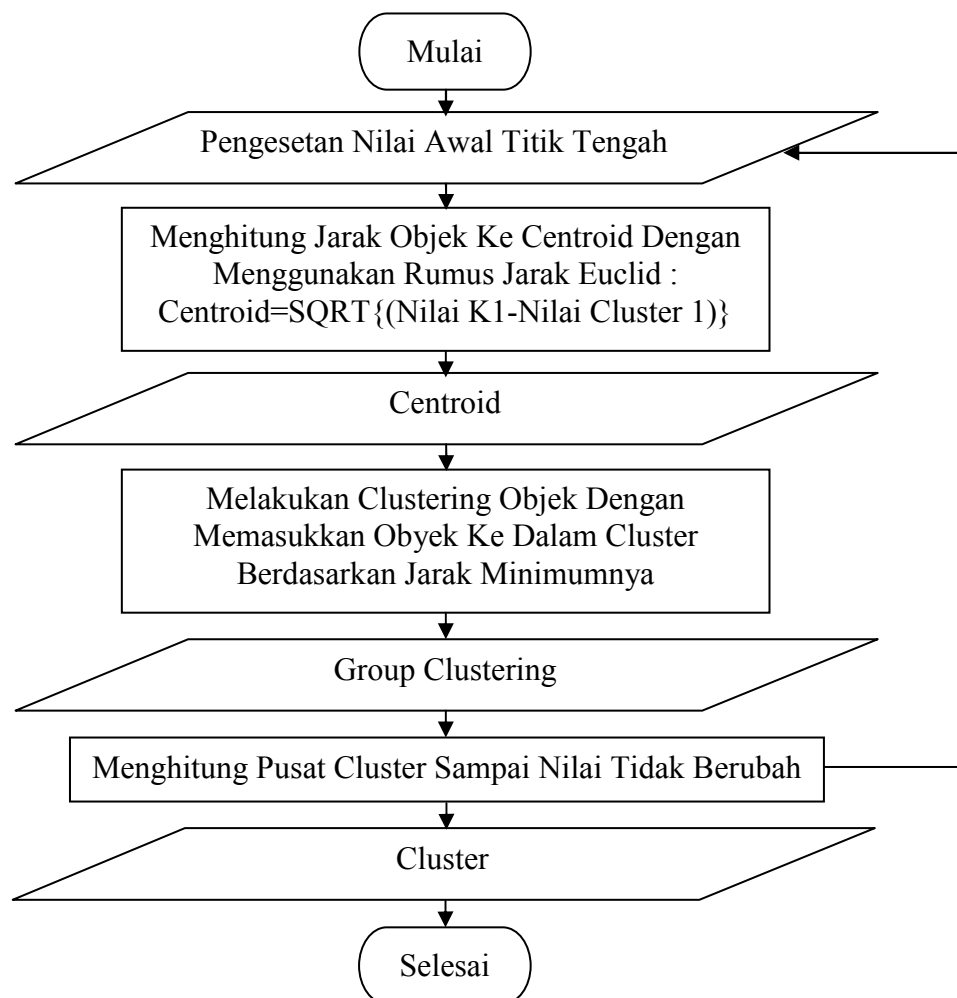 Mulai
Pengesetan Nilai Awal Titik Tengah
Menghitung Jarak Objek Ke Centroid Dengan
Menggunakan Rumus Jarak Euclid :
Centroid=SQRT{(Nilai K1-Nilai Cluster 1)}
Centroid
Melakukan Clustering Objek Dengan
Memasukkan Obyek Ke Dalam Cluster
Berdasarkan Jarak Minimumnya
Group Clustering
Menghitung Pusat Cluster Sampai Nilai Tidak Berubah
Cluster
Selesai